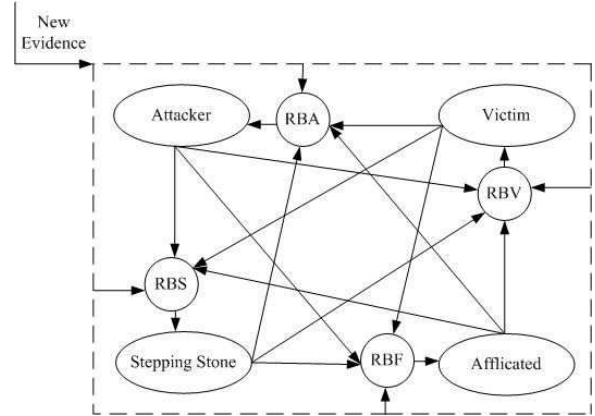 New
Evidence
Attacker
RBA
Victim
RBV
RBS
Stepping Stone
RBF
Afflicated